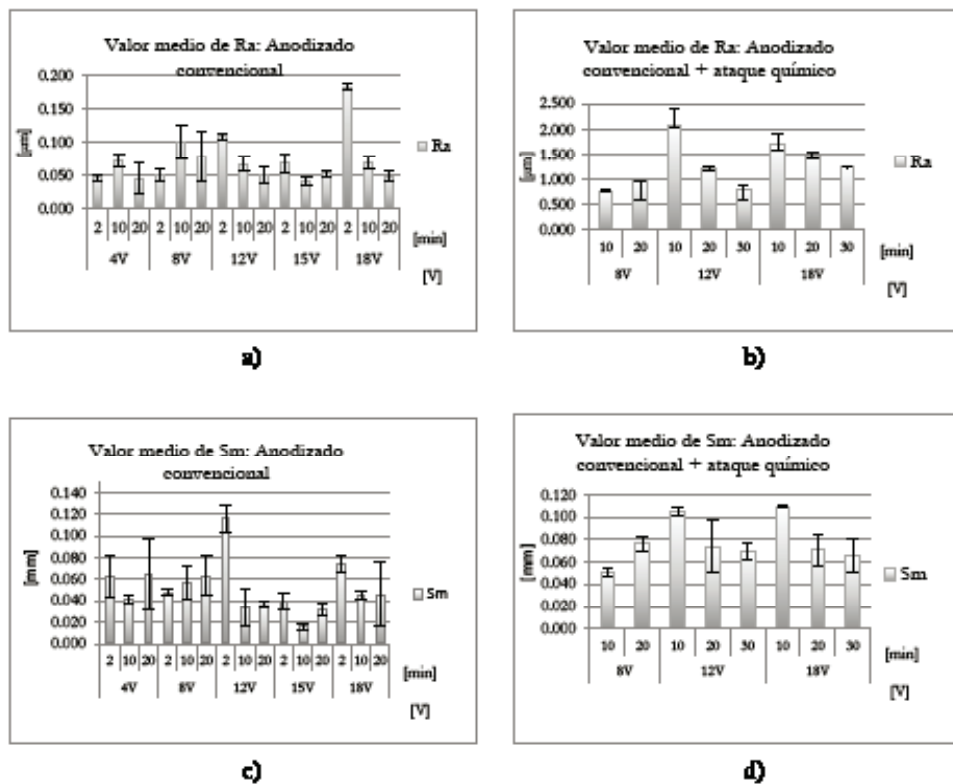 Valor medio de Ra: Anodizado
convencional
0.200
0.150
0.100
0.050
0.000
[µm]
Ra
2 10 20 2 10 20 2 10 20 2 10 20 2 10 20
[min]
4V 8V 12V 15V 18V
[V]
a)
Valor medio de Ra: Anodizado
convencional + ataque químico
2.500
2.000
1.500
1.000
0.500
0.000
[µm]
Ra
10 20 10 20 30 10 20 30
[min]
8V 12V 18V
[V]
b)
Valor medio de Sm: Anodizado
convencional
0.140
0.120
0.100
0.080
0.060
0.040
0.020
0.000
[mm]
Sm
2 10 20 2 10 20 2 10 20 2 10 20 2 10 20
[min]
4V 8V 12V 15V 18V
[V]
c)
Valor medio de Sm: Anodizado
convencional + ataque químico
0.120
0.100
0.080
0.060
0.040
0.020
0.000
[mm]
Sm
10 20 10 20 30 10 20 30
[min]
8V 12V 18V
[V]
d)